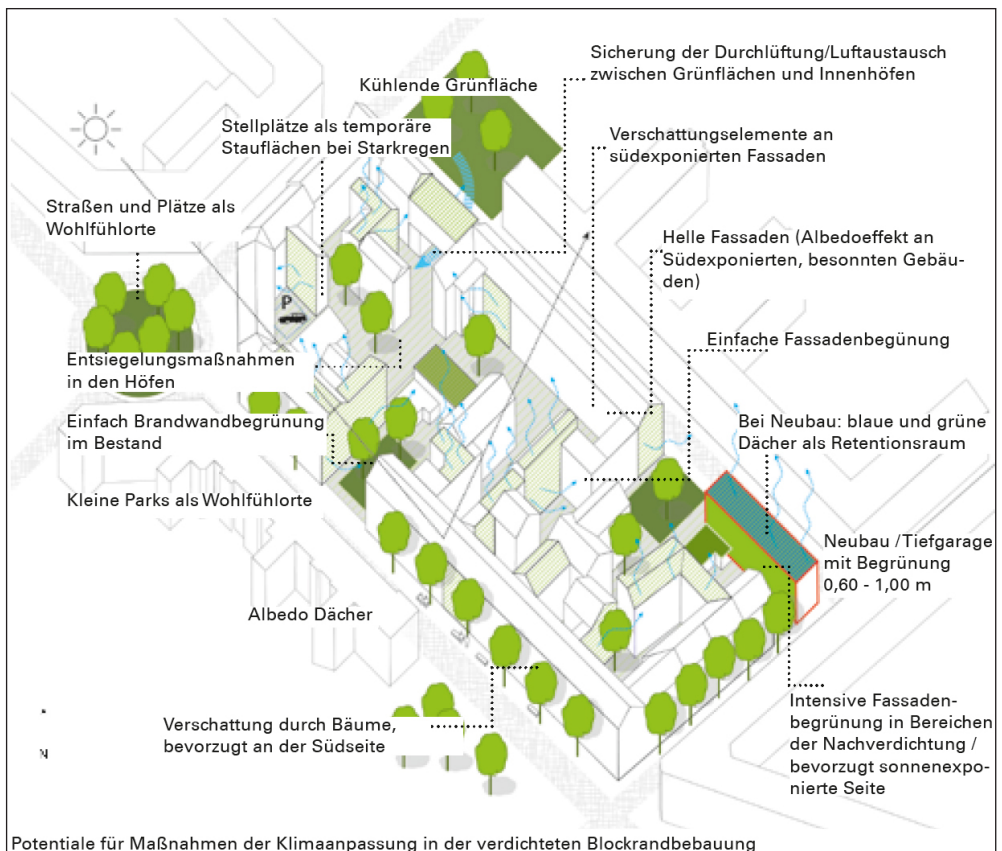 Sicherung der Durchlüftung/Luftaustausch
zwischen Grünflächen und Innenhöfen
Kühlende Grünfläche
Stellplätze als temporäre
Stauflächen bei Starkregen
Verschattungselemente an
südexponierten Fassaden
Straßen und Plätze als
Wohlfühlorte
Helle Fassaden (Albedoeffekt an
Südexponierten, besonnten Gebäu-
den)
P
Einfache Fassadenbegünung
Entsiegelungsmaßnahmen
in den Höfen
Einfach Brandwandbegrünung
im Bestand
Bei Neubau: blaue und grüne
Dächer als Retentionsraum
Kleine Parks als Wohlfühlorte
Neubau /Tiefgarage
mit Begrünung
0,60 - 1,00 m
Albedo Dächer
Verschattung durch Bäume,
bevorzugt an der Südseite
Intensive Fassaden-
begrünung in Bereichen
der Nachverdichtung /
bevorzugt sonnenexpo-
nierte Seite
N
Potentiale für Maßnahmen der Klimaanpassung in der verdichteten Blockrandbebauung